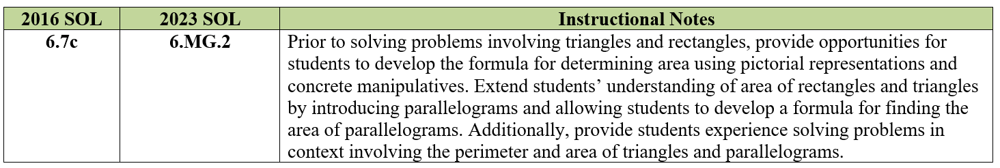 2016 SOL 2023 SOL Instructional Notes
6.7c 6.MG.2 Prior to solving problems involving triangles and rectangles, provide opportunities for
students to develop the formula for determining area using pictorial representations and
concrete manipulatives. Extend students’ understanding of area of rectangles and triangles
by introducing parallelograms and allowing students to develop a formula for finding the
area of parallelograms. Additionally, provide students experience solving problems in
context involving the perimeter and area of triangles and parallelograms.